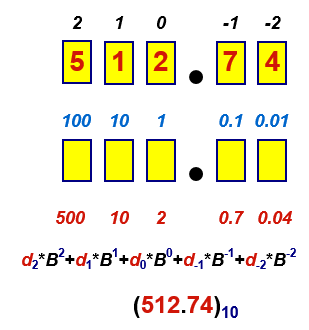 2 1 0 -1 -2
5 1 2 . 7 4
100 10 1 0.1 0.01
.
500 10 2 0.7 0.04
d₂*B²+d₁*B¹+d₀*B⁰+d₋₁*B⁻¹+d₋₂*B⁻²
(512.74)₁₀